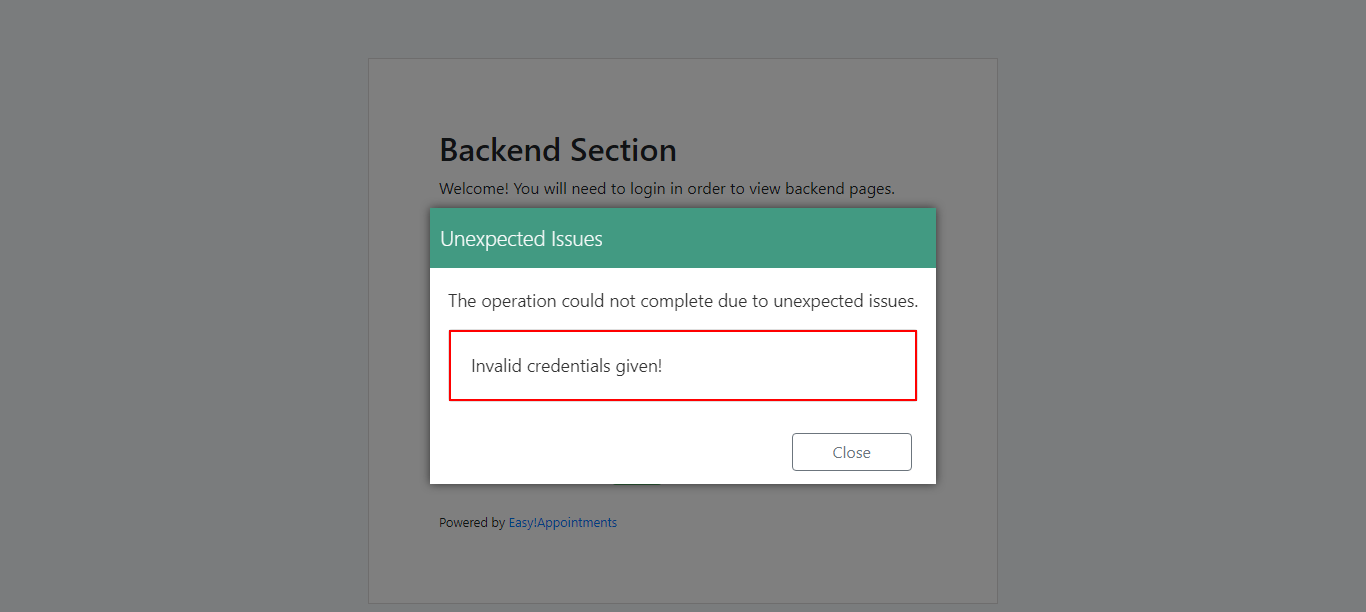 Backend Section
Welcome! You will need to login in order to view backend pages.
Unexpected Issues
The operation could not complete due to unexpected issues.
Invalid credentials given!
Close
Powered by Easy!Appointments